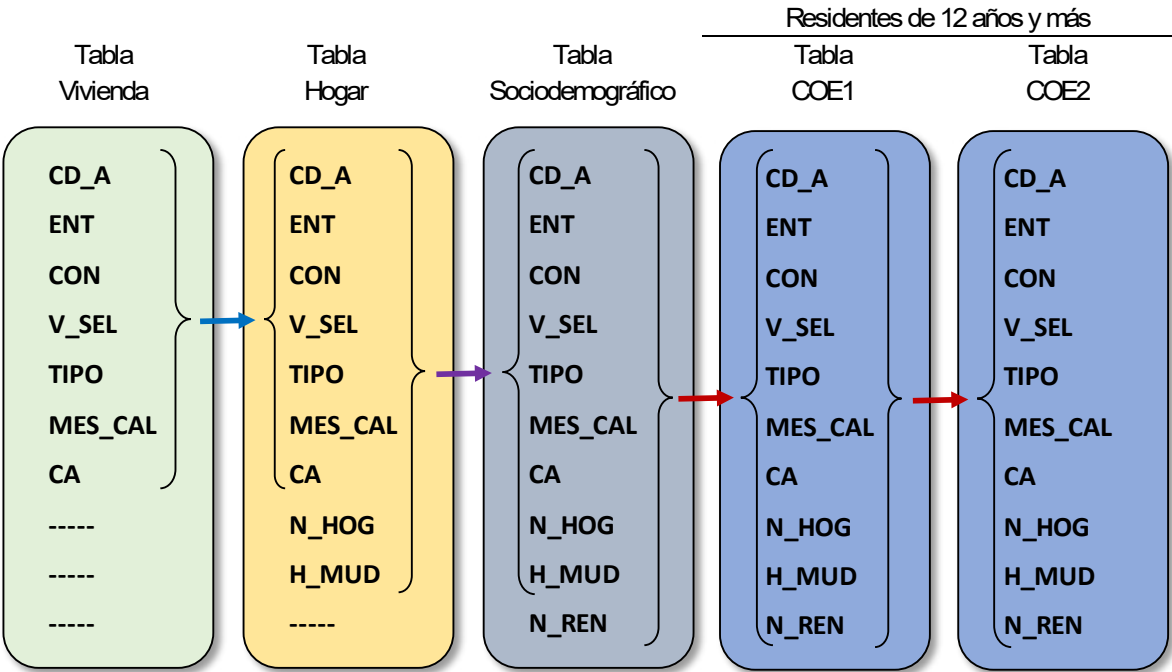 Residentes de 12 años y más
Tabla
Vivienda
Tabla
Hogar
Tabla
Sociodemográfico
Tabla
COE1
Tabla
COE2
CD_A
ENT
CON
V_SEL
TIPO
MES_CAL
CA
-----
-----
-----
CD_A
ENT
CON
V_SEL
TIPO
MES_CAL
CA
N_HOG
H_MUD
-----
CD_A
ENT
CON
V_SEL
TIPO
MES_CAL
CA
N_HOG
H_MUD
N_REN
CD_A
ENT
CON
V_SEL
TIPO
MES_CAL
CA
N_HOG
H_MUD
N_REN
CD_A
ENT
CON
V_SEL
TIPO
MES_CAL
CA
N_HOG
H_MUD
N_REN